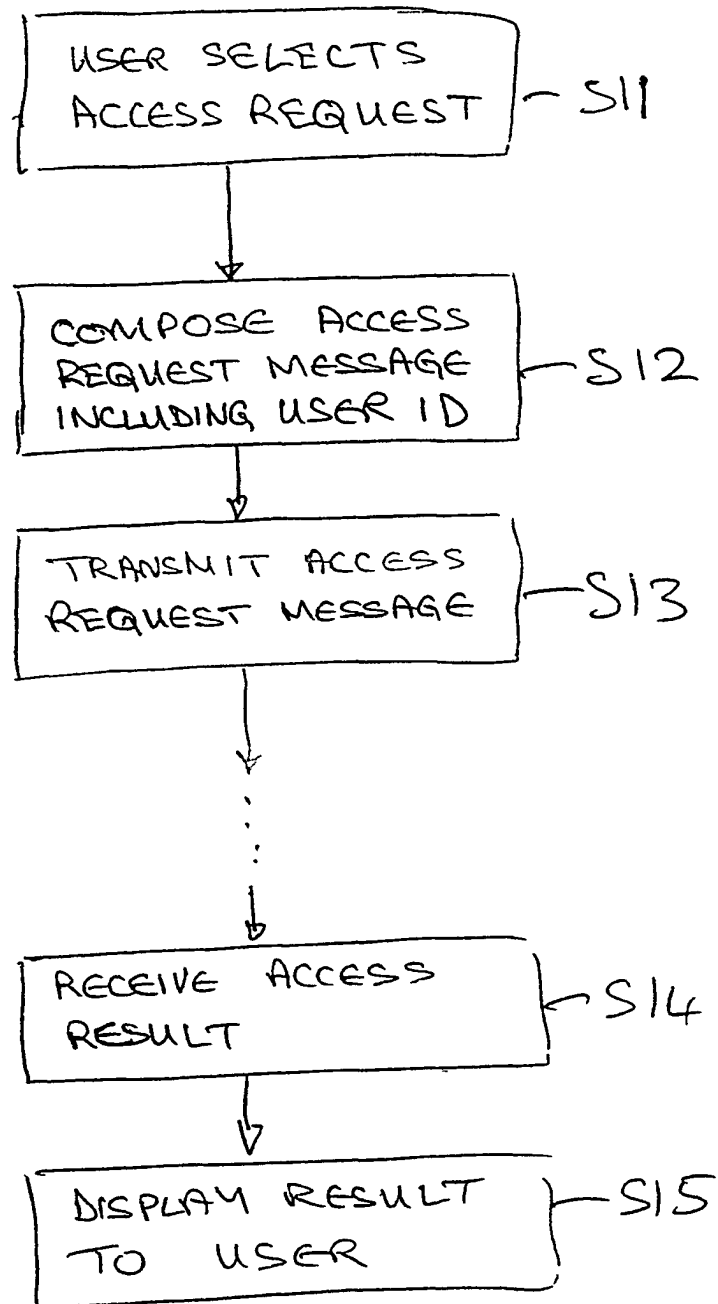 USER SELECTS
ACCESS REQUEST
S11
COMPOSE ACCESS
REQUEST MESSAGE
INCLUDING USER ID
S12
TRANSMIT ACCESS
REQUEST MESSAGE
S13
RECEIVE ACCESS
RESULT
S14
DISPLAY RESULT
TO USER
S15